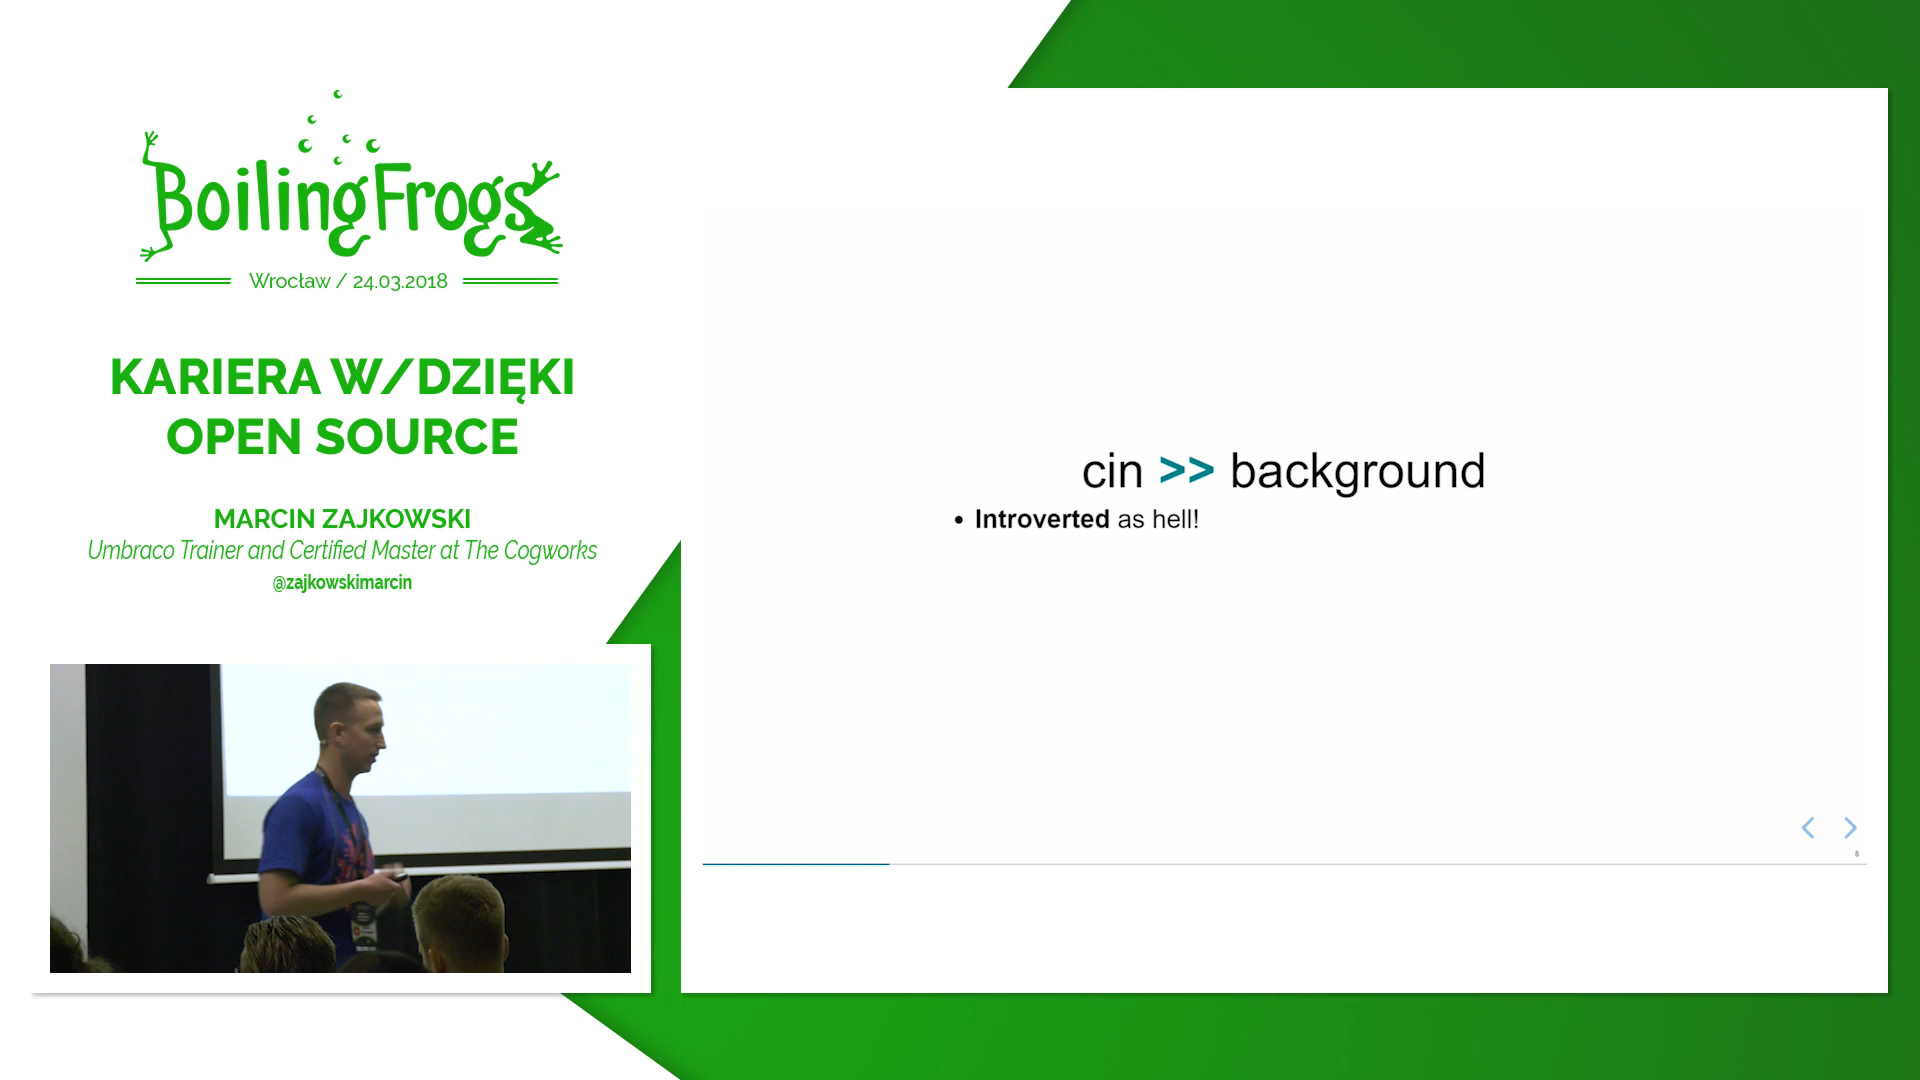 BoilingFrogs
Wrocław / 24.03.2018
KARIERA W/DZIĘKI
OPEN SOURCE
MARCIN ZAJKOWSKI
Umbraco Trainer and Certified Master at The Cogworks
@zajkowskimarcin
cin >> background
• Introverted as hell!